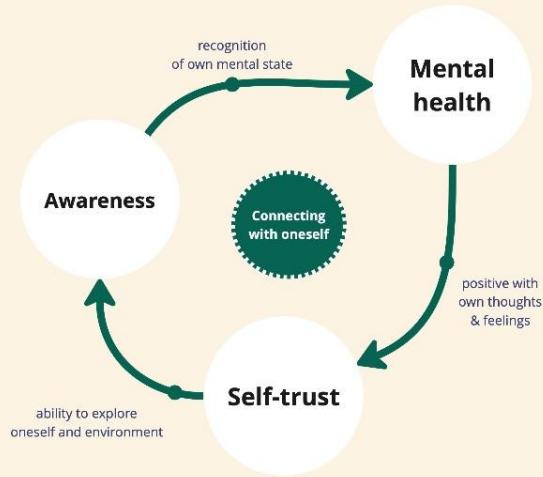 recognition
of own mental state
Mental
health
Awareness
Connecting
with oneself
positive with
own thoughts
& feelings
Self-trust
ability to explore
oneself and environment